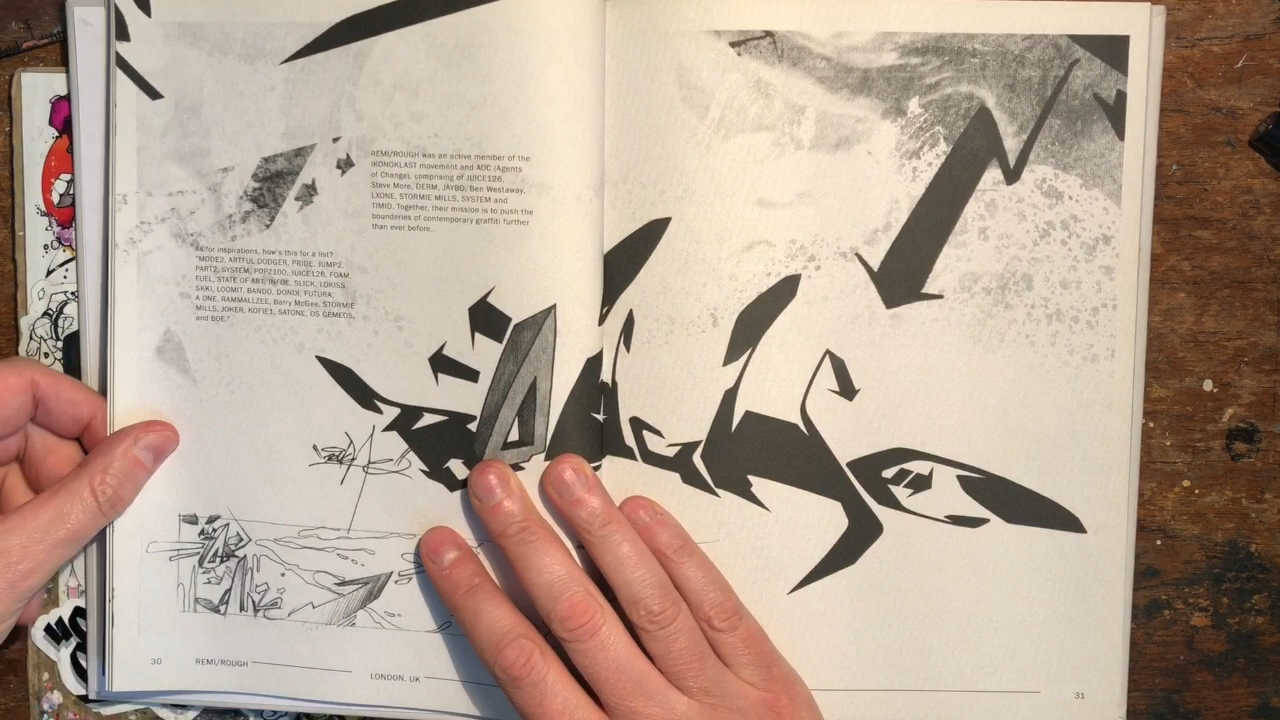 REMI/ROUGH was an active member of the
IKONOKLAST movement and AOC (Agents
of Change), comprising of JUICE126,
Steve More, DERM, JAYBO, Ben Westaway,
LXONE, STORMIE MILLS, SYSTEM and
TIMID. Together, their mission is to push the
bounderies of contemporary graffiti further
than ever before.
As for inspirations, how's this for a list?
"MODE2, ARTFUL DODGER, PRIDE, JUMP2,
PART2, SYSTEM, POPZ100, JUICE126, FOAM,
FUEL, STATE OF ART, INFOE, SLICK, LOKISS,
SKKI, LOOMIT, BANDO, DONDI, FUTURA,
A ONE, RAMMALLZEE, Barry McGee, STORMIE
MILLS, JOKER, KOFIE1, SATONE, OS GEMEOS,
and BOE."
30
REMI/ROUGH
LONDON, UK
31